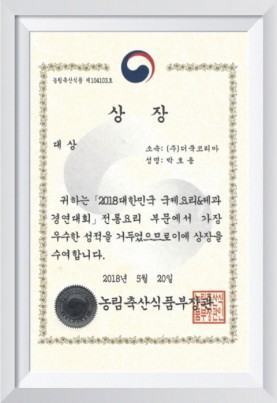 농림축산식품 제104103호
상 장
대 상
소속: (주)더쿡코리아
성명: 박 호 용
귀하는「2018대한민국 국제요리&제과
경연대회」전통요리 부문에서 가장
우수한 성적을 거두었으므로이에 상장을
수여합니다.
2018년 5월 20일
농림축산식품부장관